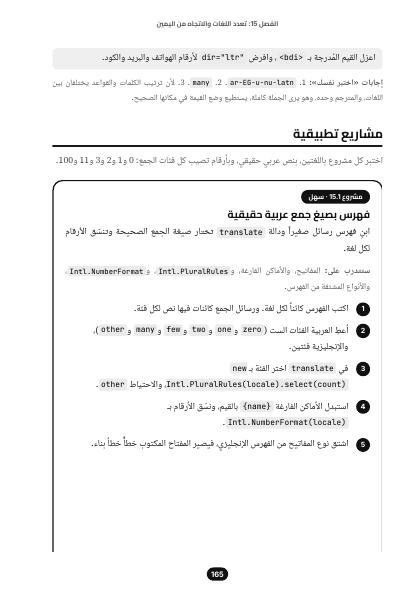 الفصل 15: تعدد اللغات والاتجاه من اليمين
اعزل القيم المُدرجة بـ <bdi>، وافرض dir="ltr" لأرقام الهواتف والبريد والكود.
إجابات «اختبر نفسك»: 1. ar-EG-u-nu-latn. 2. many. 3. لأن ترتيب الكلمات والقواعد يختلفان بين
اللغات، والمترجم وحده، وهو يرى الجملة كاملة، يستطيع وضع القيمة في مكانها الصحيح.
مشاريع تطبيقية
اختبر كل مشروع باللغتين، بنص عربي حقيقي، وبأرقام تصيب كل فئات الجمع: 0 و1 و2 و3 و11 و100.
مشروع 15.1 · سهل
فهرس بصيغ جمع عربية حقيقية
ابنِ فهرس رسائل صغيراً ودالة translate تختار صيغة الجمع الصحيحة وتنسّق الأرقام
لكل لغة.
ستتدرب على: المفاتيح، والأماكن الفارغة، وIntl.PluralRules، وIntl.NumberFormat،
والأنواع المشتقة من الفهرس.
1 اكتب الفهرس كائناً لكل لغة. ورسائل الجمع كائنات فيها نص لكل فئة.
2 أعطِ العربية الفئات الست (zero و one و two و few و many و other)،
والإنجليزية فئتين.
3 في translate اختر الفئة بـ new
Intl.PluralRules(locale).select(count)، والاحتياط other.
4 استبدل الأماكن الفارغة {name} بالقيم، ونسّق الأرقام بـ
Intl.NumberFormat(locale).
5 اشتق نوع المفاتيح من الفهرس الإنجليزي، فيصير المفتاح المكتوب خطأً خطأَ بناء.
165